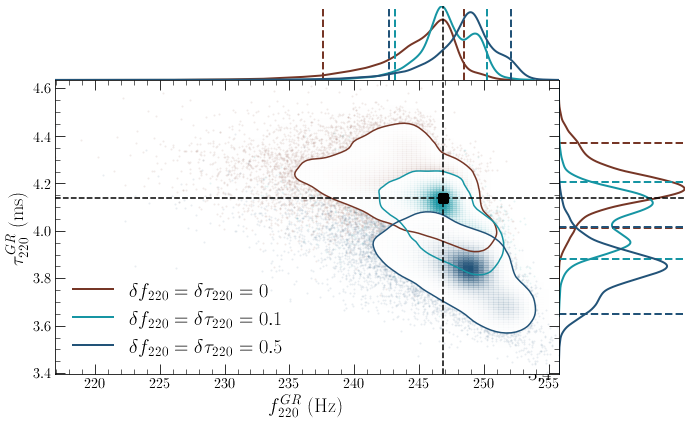 4.6
4.4
4.2
4.0
3.8
3.6
3.4
τ_{220}^{GR} (ms)
δf_{220} = δτ_{220} = 0
δf_{220} = δτ_{220} = 0.1
δf_{220} = δτ_{220} = 0.5
220 225 230 235 240 245 250 255
f_{220}^{GR} (Hz)